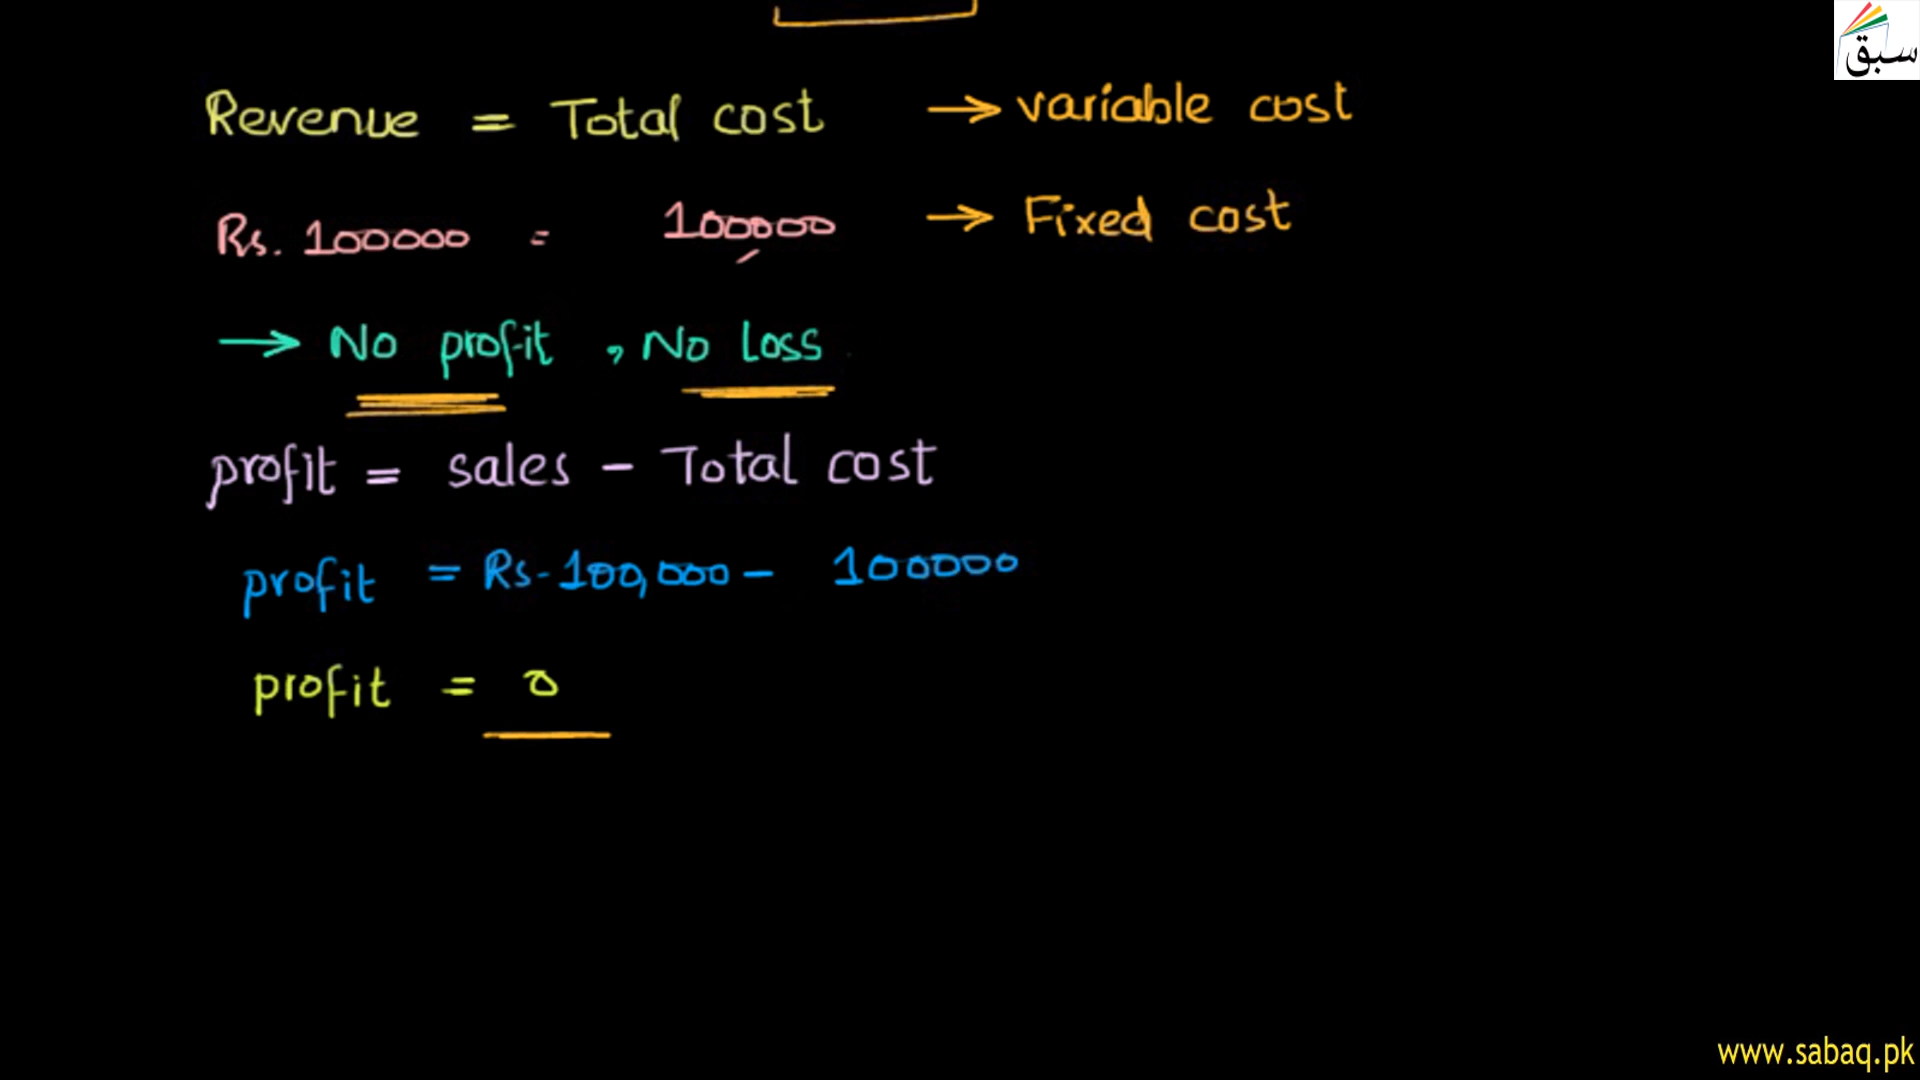 سبق
Revenue = Total cost → variable cost
Rs. 100000 = 100000 → Fixed cost
→ No profit , No Loss
profit = sales - Total cost
profit = Rs-100,000 - 100000
profit = 0
www.sabaq.pk